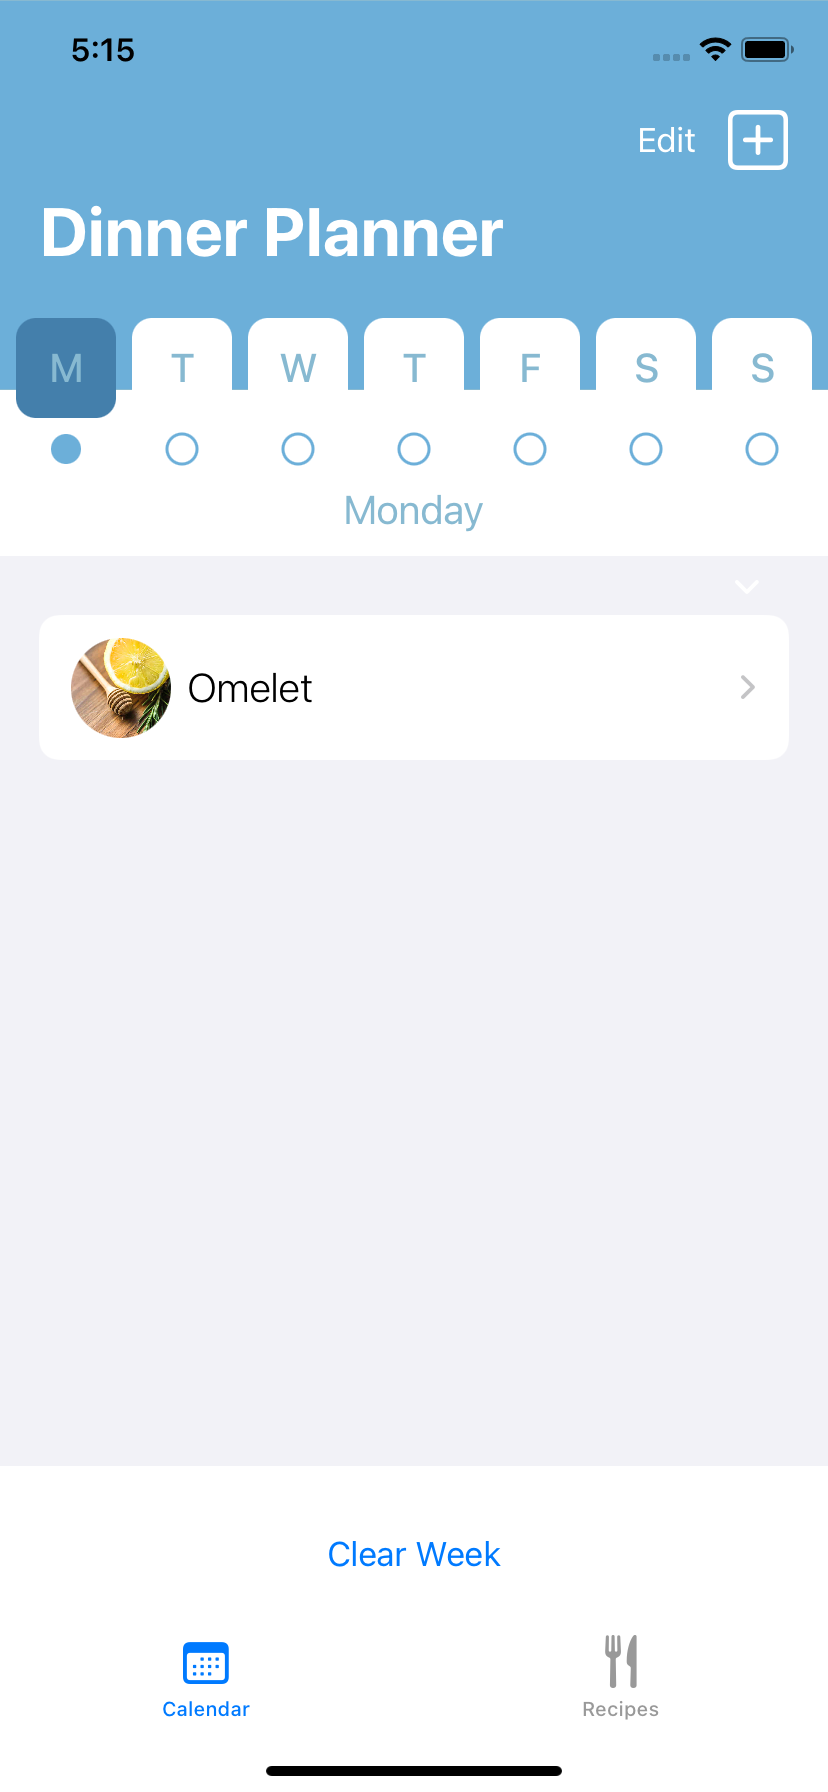 5:15
Edit
Dinner Planner
M T W T F S S
Monday
Omelet
Clear Week
Calendar Recipes